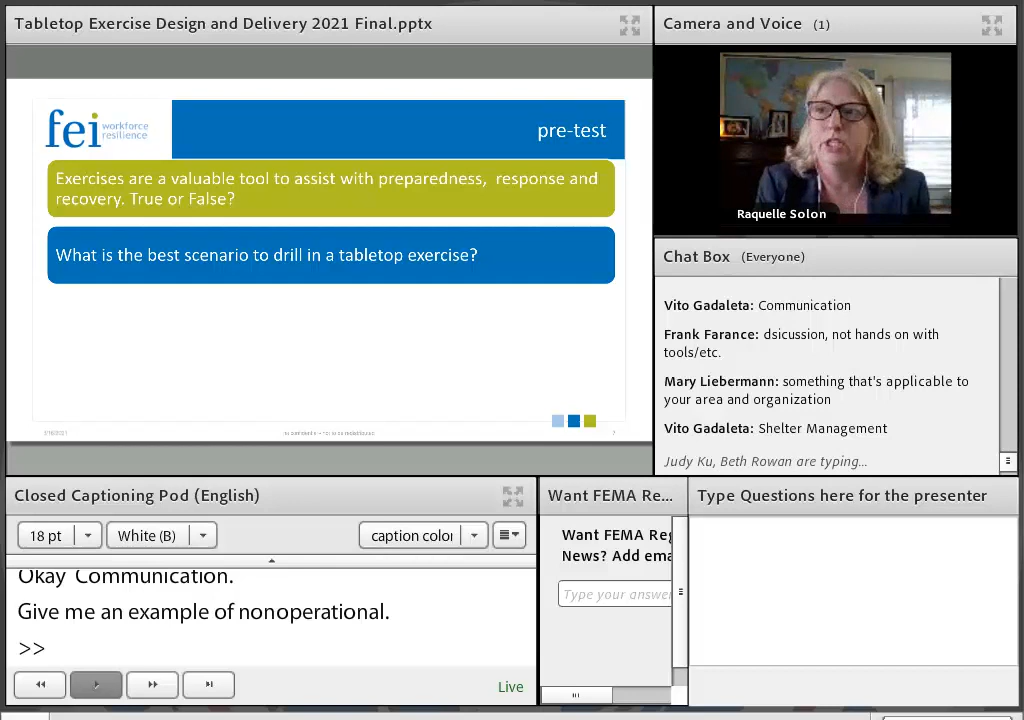 Tabletop Exercise Design and Delivery 2021 Final.pptx
fei workforce
resilience
pre-test
Exercises are a valuable tool to assist with preparedness, response and
recovery. True or False?
What is the best scenario to drill in a tabletop exercise?
Camera and Voice (1)
Raquelle Solon
Chat Box (Everyone)
Vito Gadaleta: Communication
Frank Farance: dsicussion, not hands on with
tools/etc.
Mary Liebermann: something that's applicable to
your area and organization
Vito Gadaleta: Shelter Management
Judy Ku, Beth Rowan are typing...
Closed Captioning Pod (English)
18 pt White (B) caption color
Okay Communication.
Give me an example of nonoperational.
>>
Live
Want FEMA Re...
Want FEMA Reg
News? Add ema
Type your answer
Type Questions here for the presenter